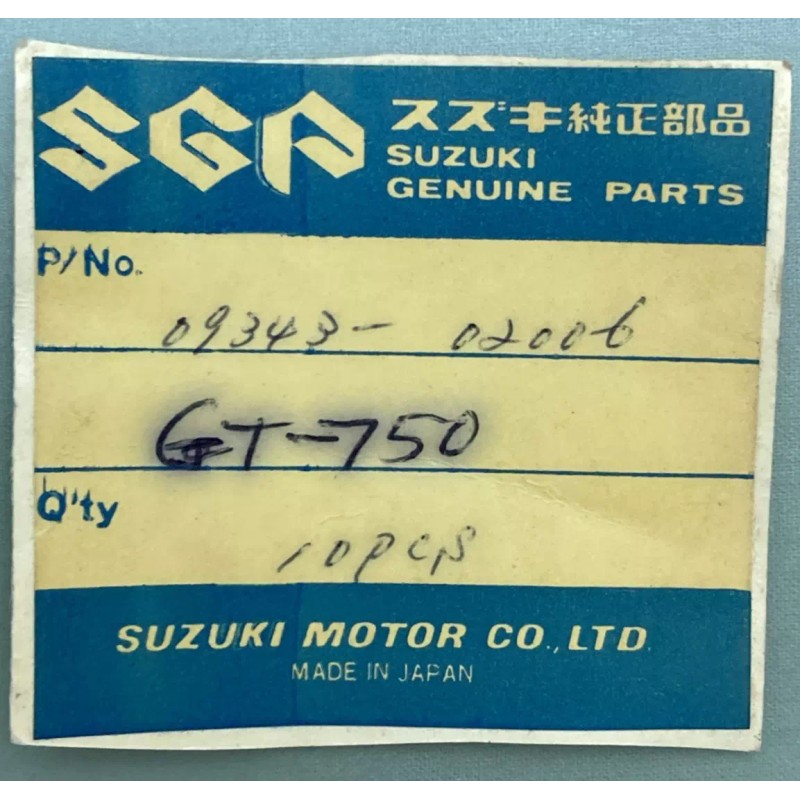 SGP
スズキ純正部品
SUZUKI
GENUINE PARTS
P/No.
09343- 02006
GT-750
Q'ty
10pcs
SUZUKI MOTOR CO.,LTD.
MADE IN JAPAN